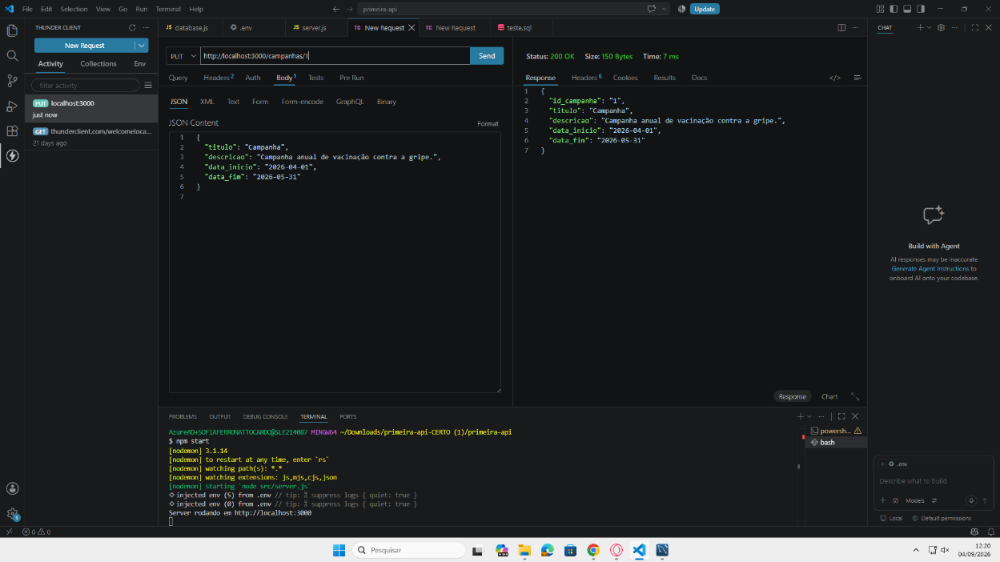 File Edit Selection View Go Run Terminal Help
primeira-api
Update
THUNDER CLIENT
New Request
Activity Collections Env
filter activity
PUT localhost:3000
just now
GET thunderclient.com/welcomeloca...
21 days ago
JS database.js
.env
JS server.js
TC New Request
TC New Request
teste.sql
PUT http://localhost:3000/campanhas/1 Send
Query Headers 2 Auth Body 1 Tests Pre Run
JSON XML Text Form Form-encode GraphQL Binary
JSON Content Format
1 {
2 "titulo": "Campanha",
3 "descricao": "Campanha anual de vacinação contra a gripe.",
4 "data_inicio": "2026-04-01",
5 "data_fim": "2026-05-31"
6 }
7
Status: 200 OK Size: 150 Bytes Time: 7 ms
Response Headers 6 Cookies Results Docs
1 {
2 "id_campanha": "1",
3 "titulo": "Campanha",
4 "descricao": "Campanha anual de vacinação contra a gripe.",
5 "data_inicio": "2026-04-01",
6 "data_fim": "2026-05-31"
7 }
Response Chart
PROBLEMS OUTPUT DEBUG CONSOLE TERMINAL PORTS
AzureAD+SOFIAFERRONATTOCARDO@SLE214087 MINGW64 ~/Downloads/primeira-api-CERTO (1)/primeira-api
$ npm start
[nodemon] 3.1.14
[nodemon] to restart at any time, enter `rs`
[nodemon] watching path(s): *.*
[nodemon] watching extensions: js,mjs,cjs,json
[nodemon] starting `node src/server.js`
injected env (5) from .env // tip: ⌘ suppress logs { quiet: true }
injected env (0) from .env // tip: ⌘ suppress logs { quiet: true }
Server rodando em http://localhost:3000
powersh...
bash
CHAT
Build with Agent
AI responses may be inaccurate
Generate Agent Instructions to
onboard AI onto your codebase.
+ .env
Describe what to build
Models
Local Default permissions
1
0 0
Pesquisar
12:20
04/09/2026